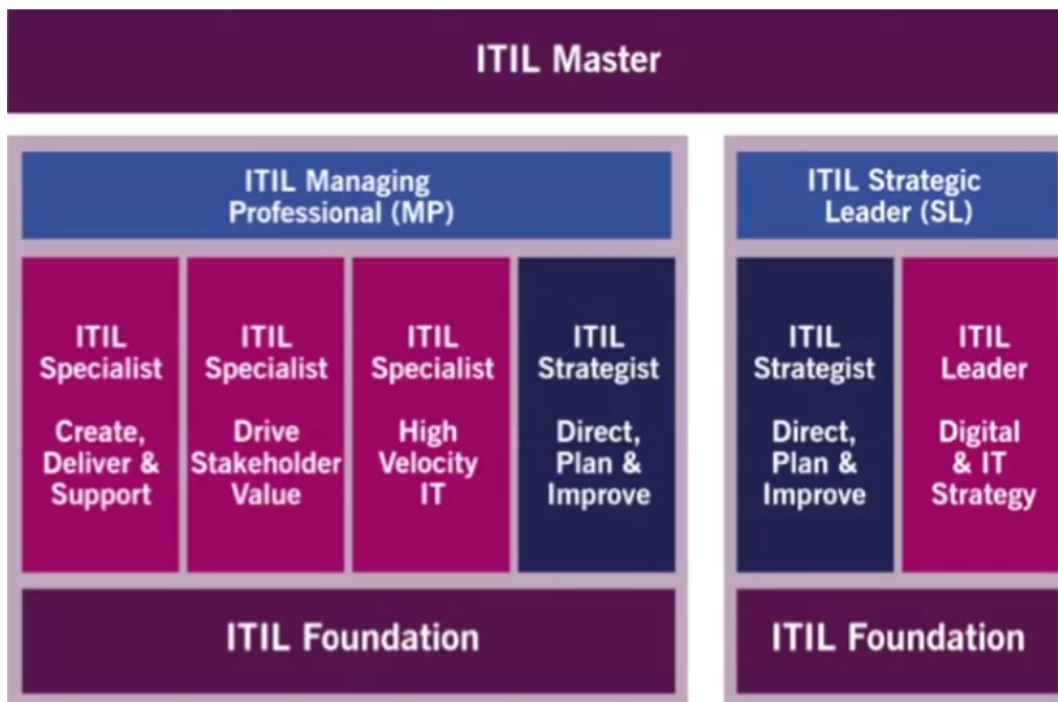 ITIL Master
ITIL Managing
Professional (MP)
ITIL Specialist
Create,
Deliver &
Support
ITIL
Specialist
Drive
Stakeholder
Value
ITIL
Specialist
High
Velocity
IT
ITIL
Strategist
Direct,
Plan &
Improve
ITIL Foundation
ITIL Strategic
Leader (SL)
ITIL
Strategist
Direct,
Plan &
Improve
ITIL
Leader
Digital
& IT
Strategy
ITIL Foundation